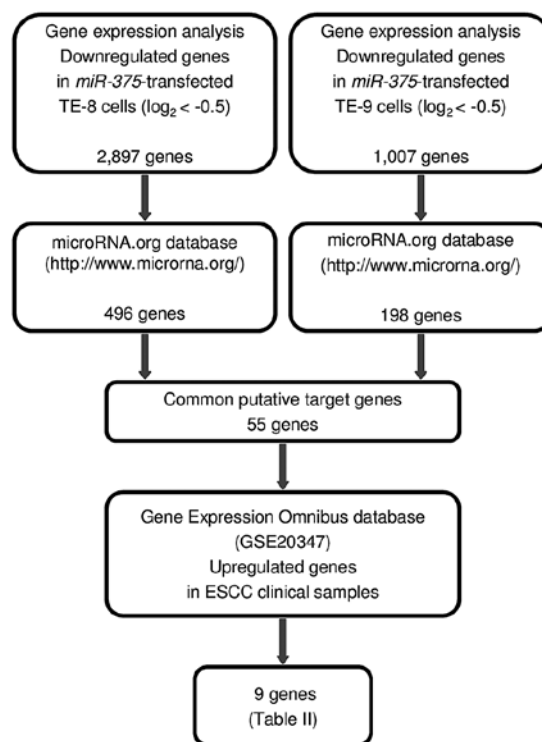 Gene expression analysis
Downregulated genes
in miR-375-transfected
TE-8 cells (log2 < -0.5)
2,897 genes
Gene expression analysis
Downregulated genes
in miR-375-transfected
TE-9 cells (log2 < -0.5)
1,007 genes
microRNA.org database
(http://www.microrna.org/)
496 genes
microRNA.org database
(http://www.microrna.org/)
198 genes
Common putative target genes
55 genes
Gene Expression Omnibus database
(GSE20347)
Upregulated genes
in ESCC clinical samples
9 genes
(Table II)